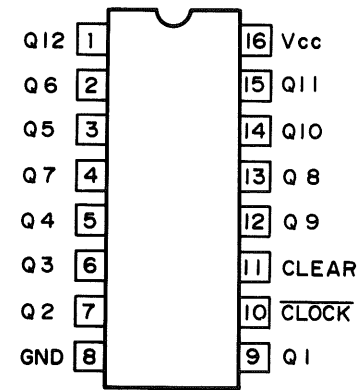 Q12 1 16 Vcc
Q6 2 15 Q11
Q5 3 14 Q10
Q7 4 13 Q8
Q4 5 12 Q9
Q3 6 11 CLEAR
Q2 7 10 CLOCK
GND 8 9 Q1